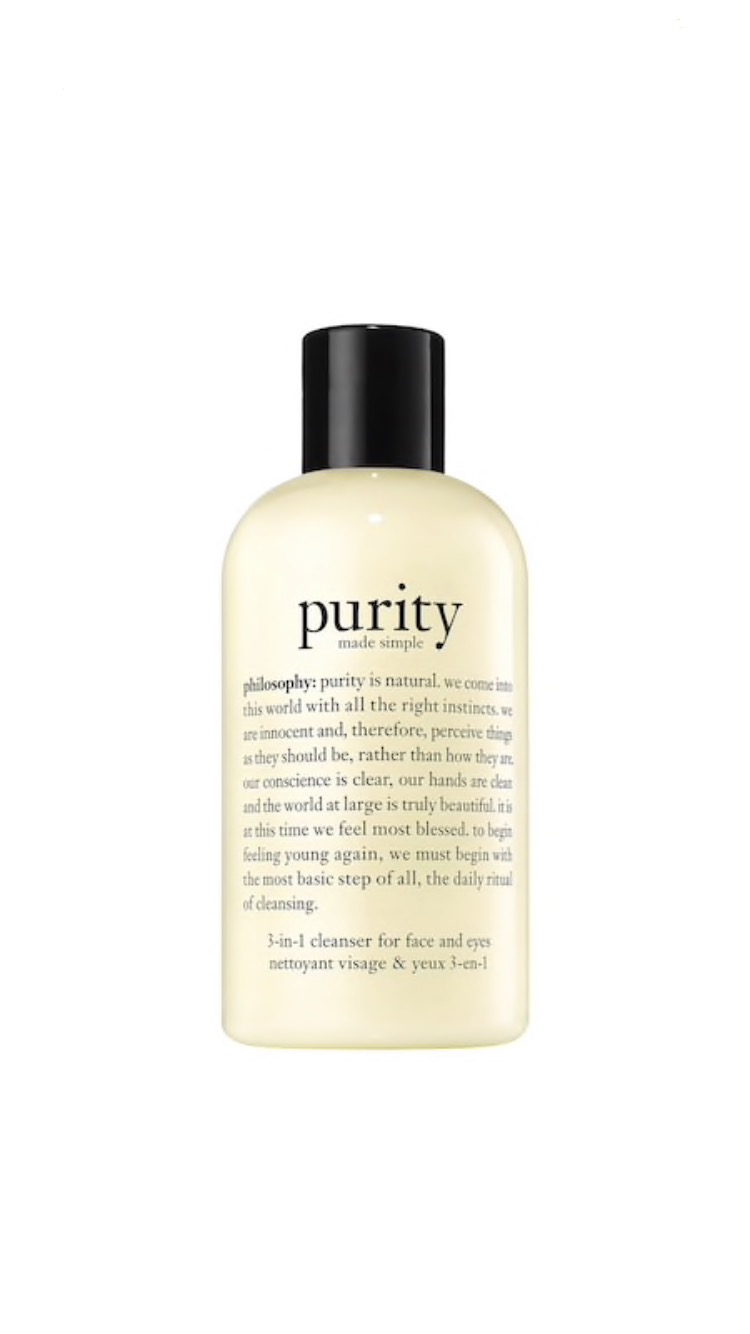 purity
made simple
philosophy: purity is natural. we come into
this world with all the right instincts. we
are innocent and, therefore, perceive things
as they should be, rather than how they are.
our conscience is clear, our hands are clean
and the world at large is truly beautiful. it is
at this time we feel most blessed. to begin
feeling young again, we must begin with
the most basic step of all, the daily ritual
of cleansing.
3-in-1 cleanser for face and eyes
nettoyant visage & yeux 3-en-1